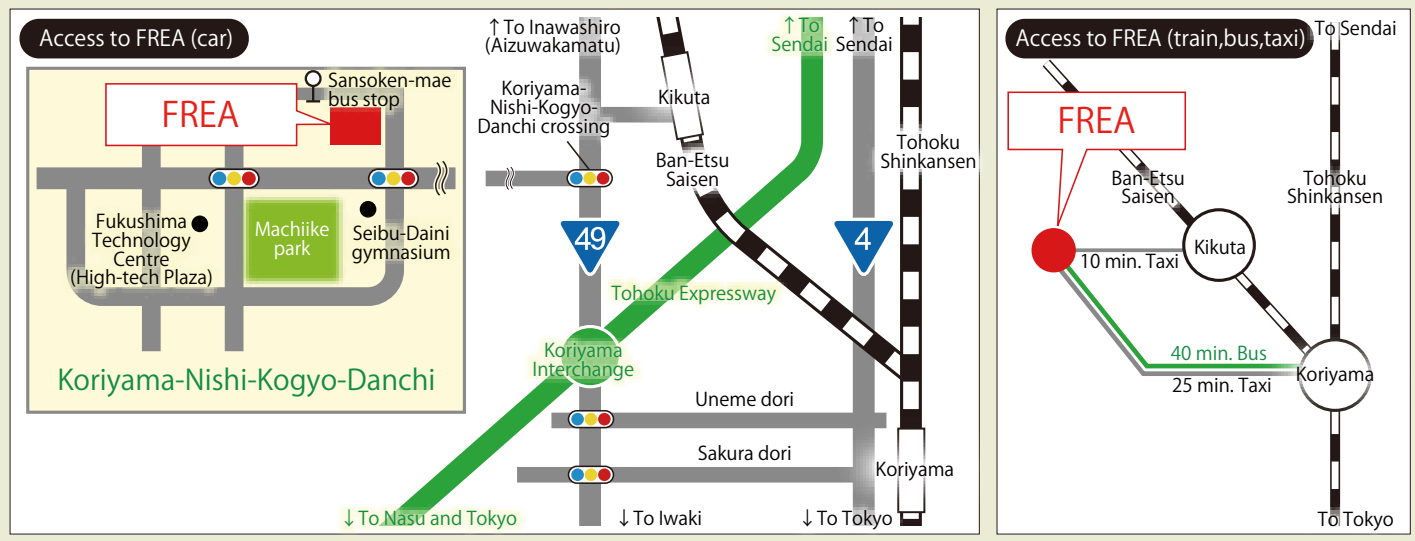 Access to FREA (car)
Sansoken-mae
bus stop
FREA
Fukushima
Technology
Centre
(High-tech Plaza)
Machiike
park
Seibu-Daini
gymnasium
Koriyama-Nishi-Kogyo-Danchi
↑ To Inawashiro
(Aizuwakamatu)
Koriyama-
Nishi-Kogyo-
Danchi crossing
Kikuta
Ban-Etsu
Saisen
↑ To
Sendai
↑ To
Sendai
Tohoku
Shinkansen
49
4
Tohoku Expressway
Koriyama
Interchange
Uneme dori
Sakura dori
Koriyama
↓ To Nasu and Tokyo
↓ To Iwaki
↓ To Tokyo
Access to FREA (train,bus,taxi)
To Sendai
FREA
Ban-Etsu
Saisen
Tohoku
Shinkansen
Kikuta
10 min. Taxi
40 min. Bus
25 min. Taxi
Koriyama
To Tokyo